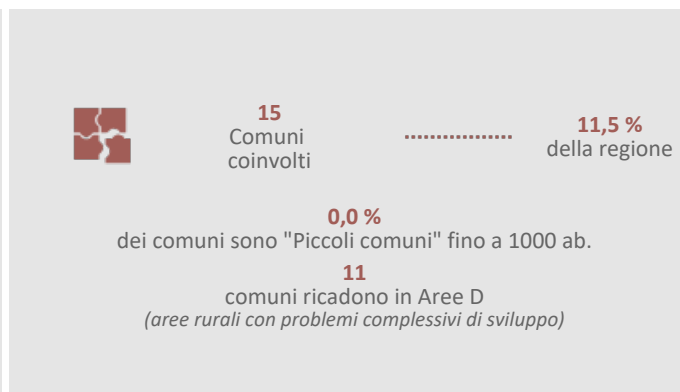 15
Comuni
coinvolti
11,5 %
della regione
0,0 %
dei comuni sono "Piccoli comuni" fino a 1000 ab.
11
comuni ricadono in Aree D
(aree rurali con problemi complessivi di sviluppo)